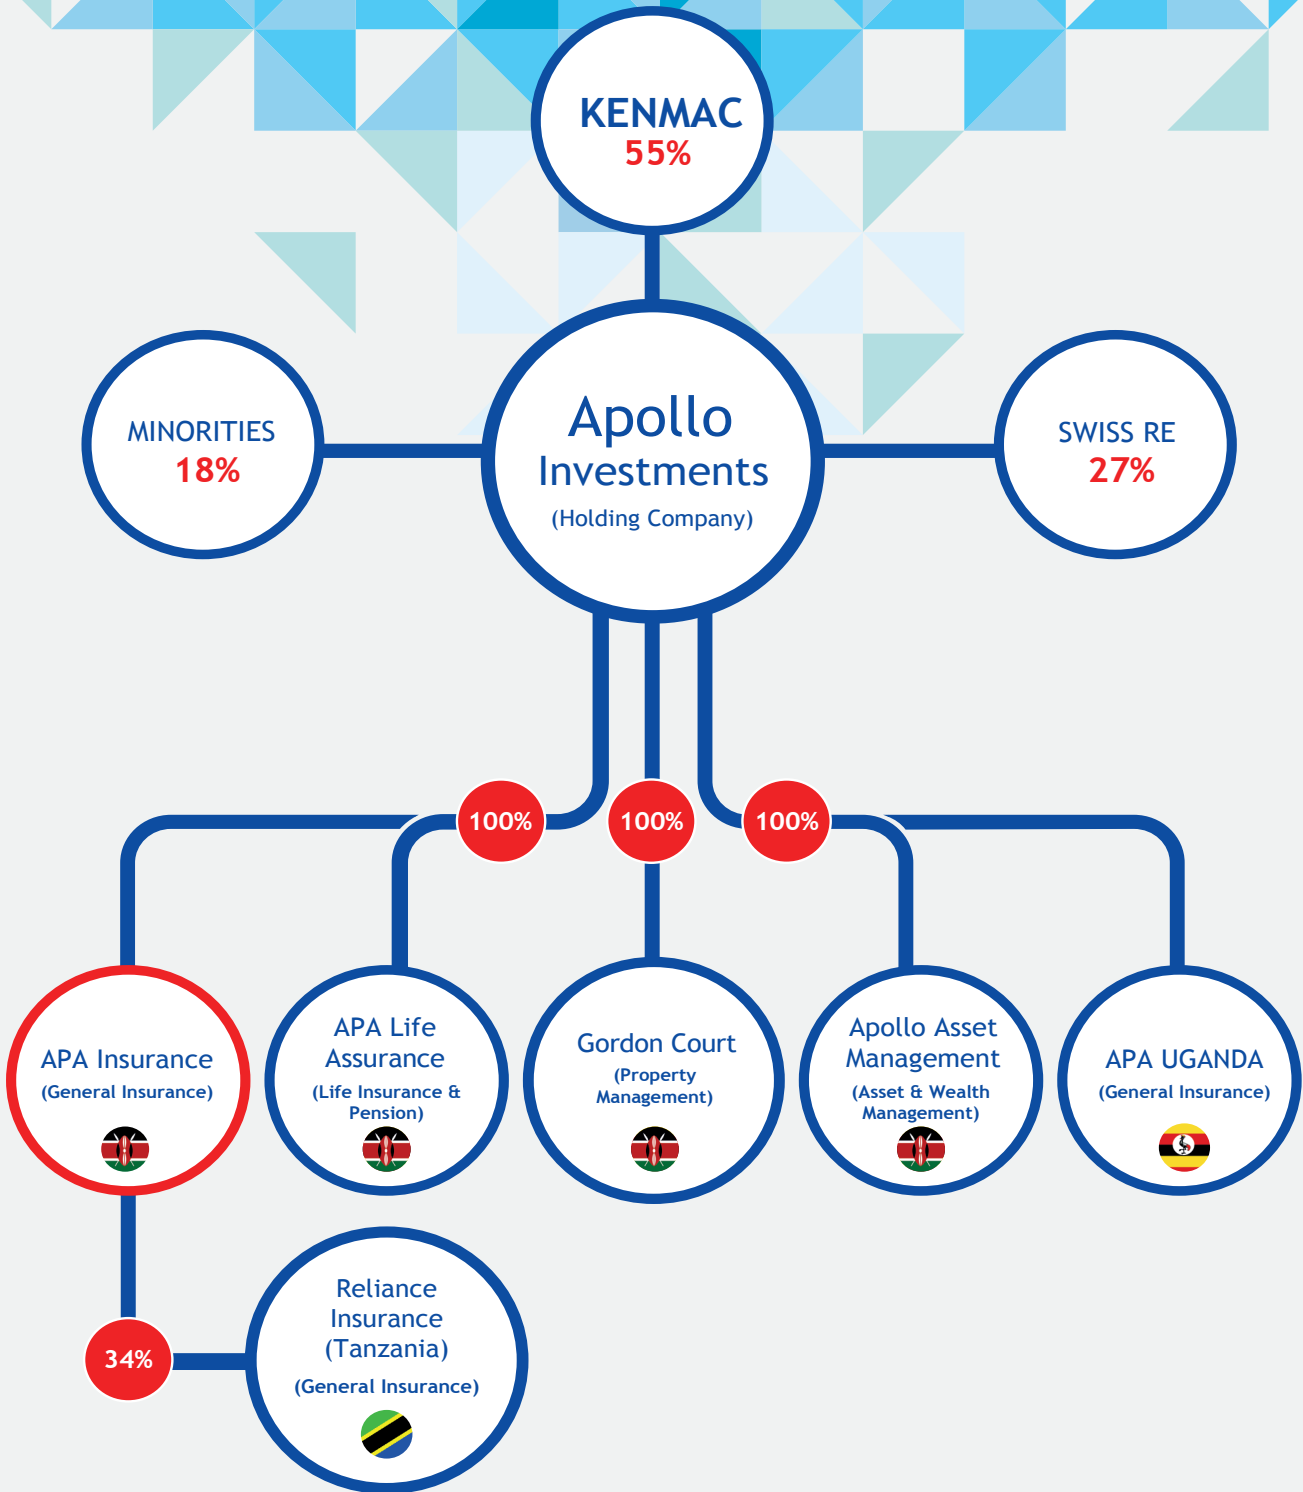 KENMAC
55%
MINORITIES
18%
Apollo
Investments
(Holding Company)
SWISS RE
27%
100%
100%
100%
APA Insurance
(General Insurance)
APA Life
Assurance
(Life Insurance &
Pension)
Gordon Court
(Property
Management)
Apollo Asset
Management
(Asset & Wealth
Management)
APA UGANDA
(General Insurance)
34%
Reliance
Insurance
(Tanzania)
(General Insurance)